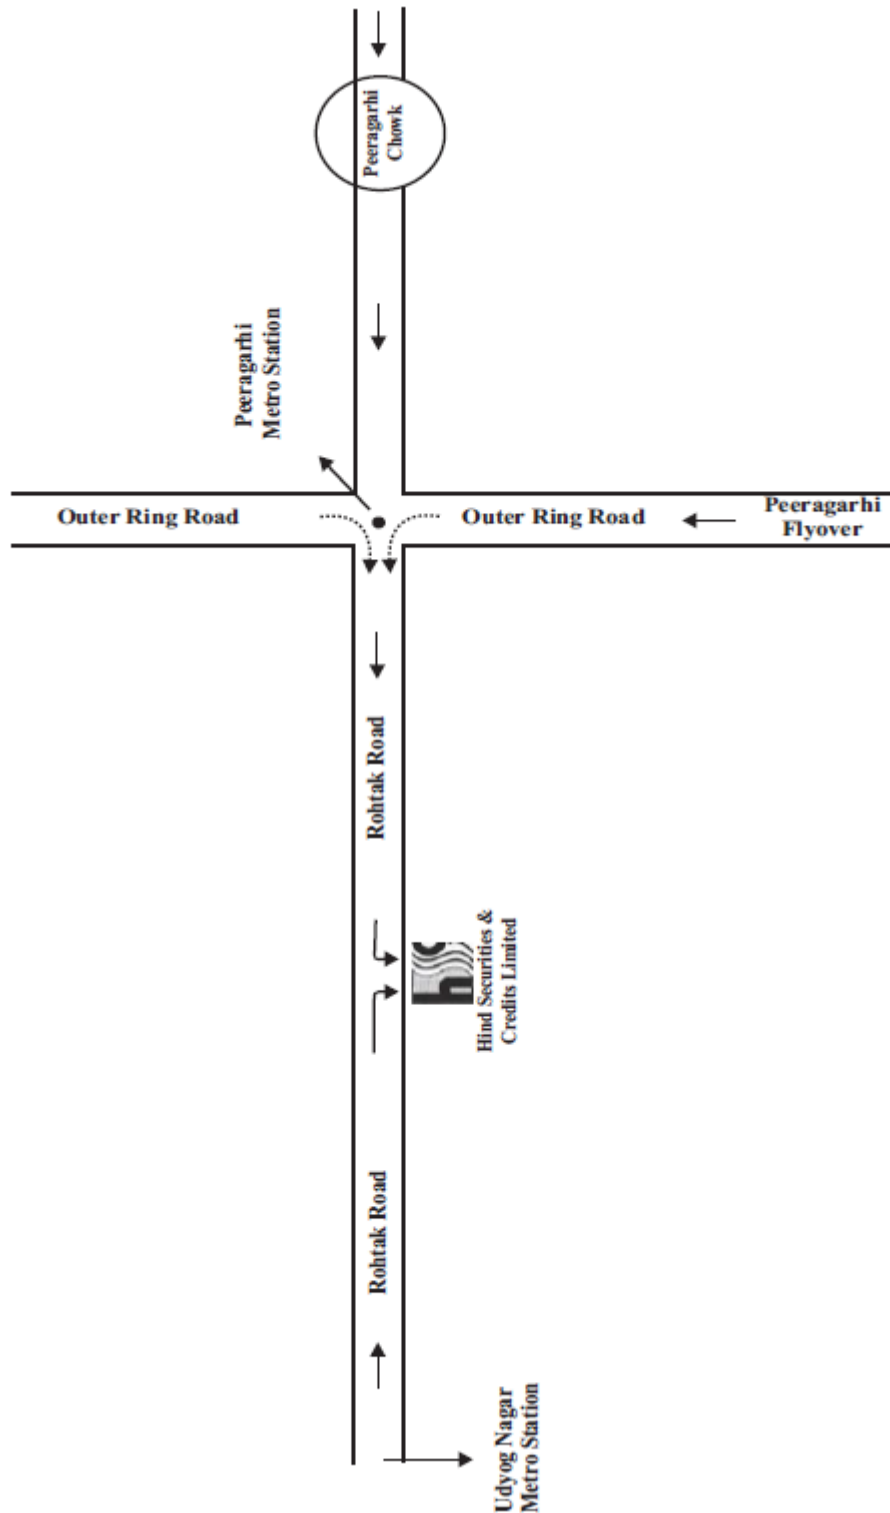 Peeragarhi
Chowk
Peeragarhi
Metro Station
Outer Ring Road
Outer Ring Road
Peeragarhi
Flyover
Rohtak Road
Hind Securities &
Credits Limited
Rohtak Road
Udyog Nagar
Metro Station